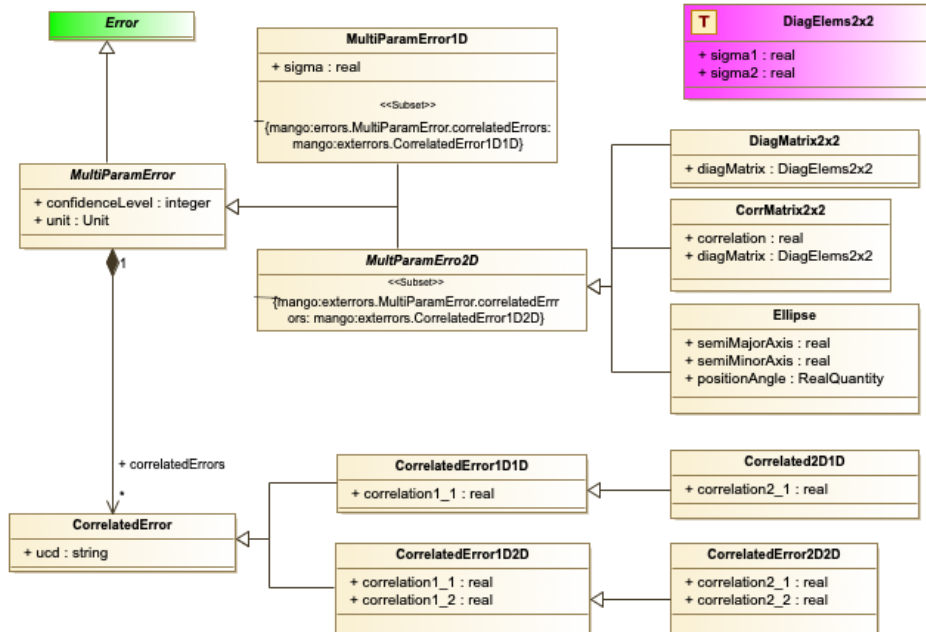 Error
MultiParamError1D
+ sigma : real
<<Subset>>
{mango:errors.MultiParamError.correlatedErrors:
mango:exterrors.CorrelatedError1D1D}
T
DiagElems2x2
+ sigma1 : real
+ sigma2 : real
MultiParamError
+ confidenceLevel : integer
+ unit : Unit
1
DiagMatrix2x2
+ diagMatrix : DiagElems2x2
CorrMatrix2x2
+ correlation : real
+ diagMatrix : DiagElems2x2
MultParamErro2D
<<Subset>>
{mango:exterrors.MultiParamError.correlatedErr
ors: mango:exterrors.CorrelatedError1D2D}
Ellipse
+ semiMajorAxis : real
+ semiMinorAxis : real
+ positionAngle : RealQuantity
+ correlatedErrors
*
CorrelatedError
+ ucd : string
CorrelatedError1D1D
+ correlation1_1 : real
Correlated2D1D
+ correlation2_1 : real
CorrelatedError1D2D
+ correlation1_1 : real
+ correlation1_2 : real
CorrelatedError2D2D
+ correlation2_1 : real
+ correlation2_2 : real